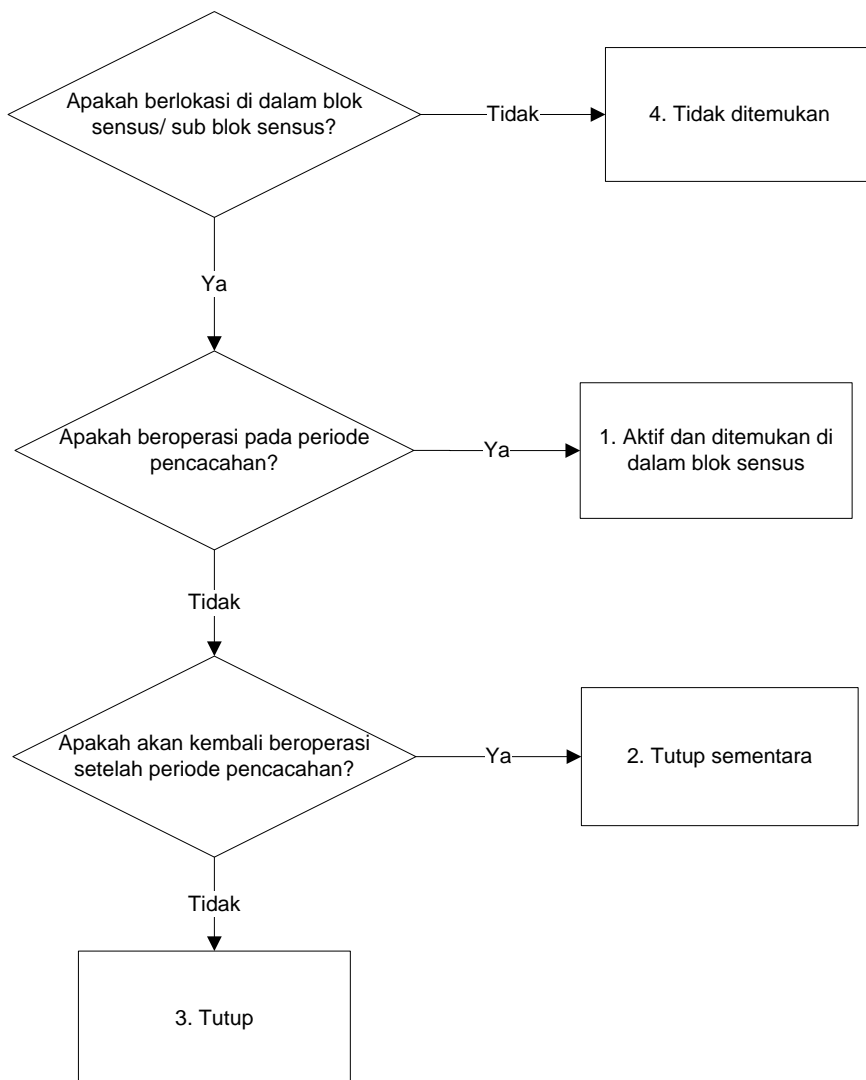 Apakah berlokasi di dalam blok
sensus/ sub blok sensus?
Tidak
4. Tidak ditemukan
Ya
Apakah beroperasi pada periode
pencacahan?
Ya
1. Aktif dan ditemukan di
dalam blok sensus
Tidak
Apakah akan kembali beroperasi
setelah periode pencacahan?
Ya
2. Tutup sementara
Tidak
3. Tutup